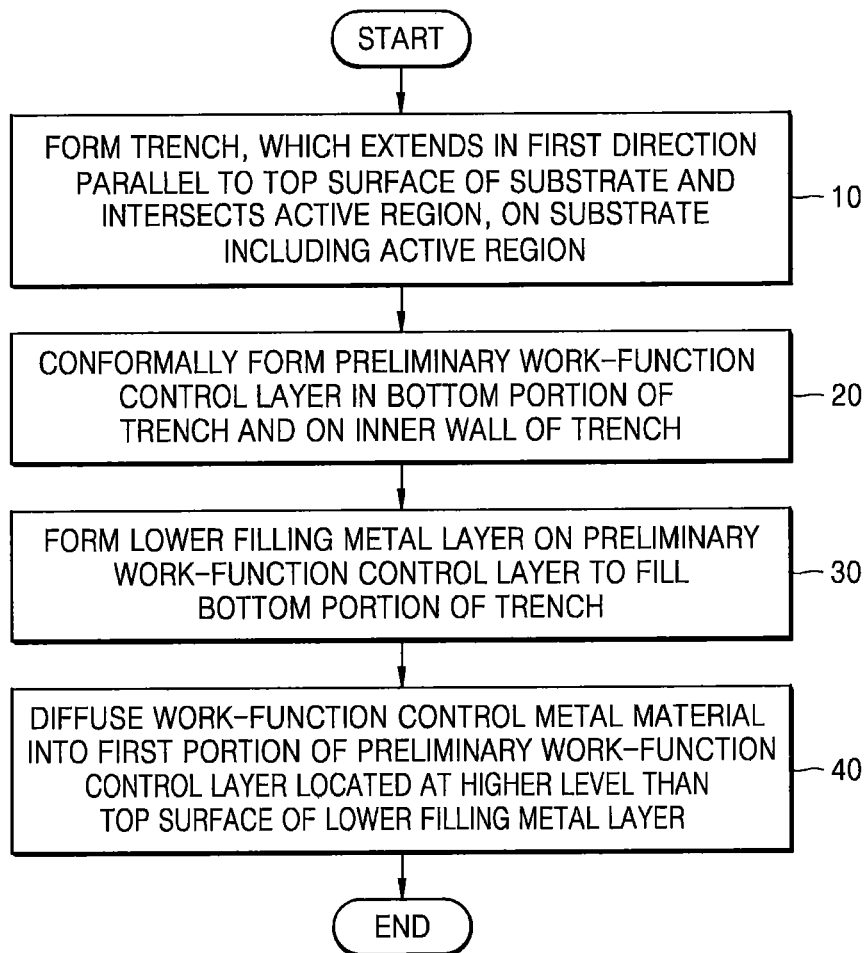 START
FORM TRENCH, WHICH EXTENDS IN FIRST DIRECTION
PARALLEL TO TOP SURFACE OF SUBSTRATE AND
INTERSECTS ACTIVE REGION, ON SUBSTRATE
INCLUDING ACTIVE REGION
10
CONFORMALLY FORM PRELIMINARY WORK-FUNCTION
CONTROL LAYER IN BOTTOM PORTION OF
TRENCH AND ON INNER WALL OF TRENCH
20
FORM LOWER FILLING METAL LAYER ON PRELIMINARY
WORK-FUNCTION CONTROL LAYER TO FILL
BOTTOM PORTION OF TRENCH
30
DIFFUSE WORK-FUNCTION CONTROL METAL MATERIAL
INTO FIRST PORTION OF PRELIMINARY WORK-FUNCTION
CONTROL LAYER LOCATED AT HIGHER LEVEL THAN
TOP SURFACE OF LOWER FILLING METAL LAYER
40
END